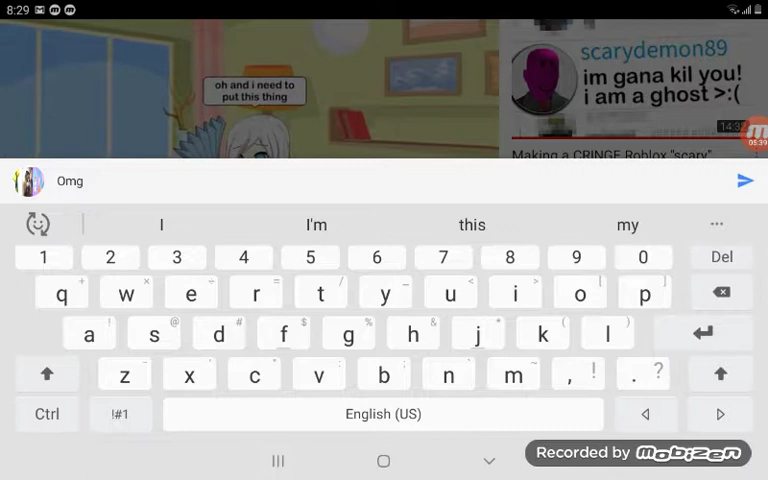 8:29
oh and i need to
put this thing
scarydemon89
im gana kil you!
i am a ghost >:(
14:37
Making a CRINGE Roblox "scary"
05:39
Omg
I I'm this my ...
1 2 3 4 5 6 7 8 9 0 Del
q w e r t y u i o p
a s d f g h j k l
z x c v b n m , ! . ?
Ctrl !#1 English (US)
Recorded by mobizen